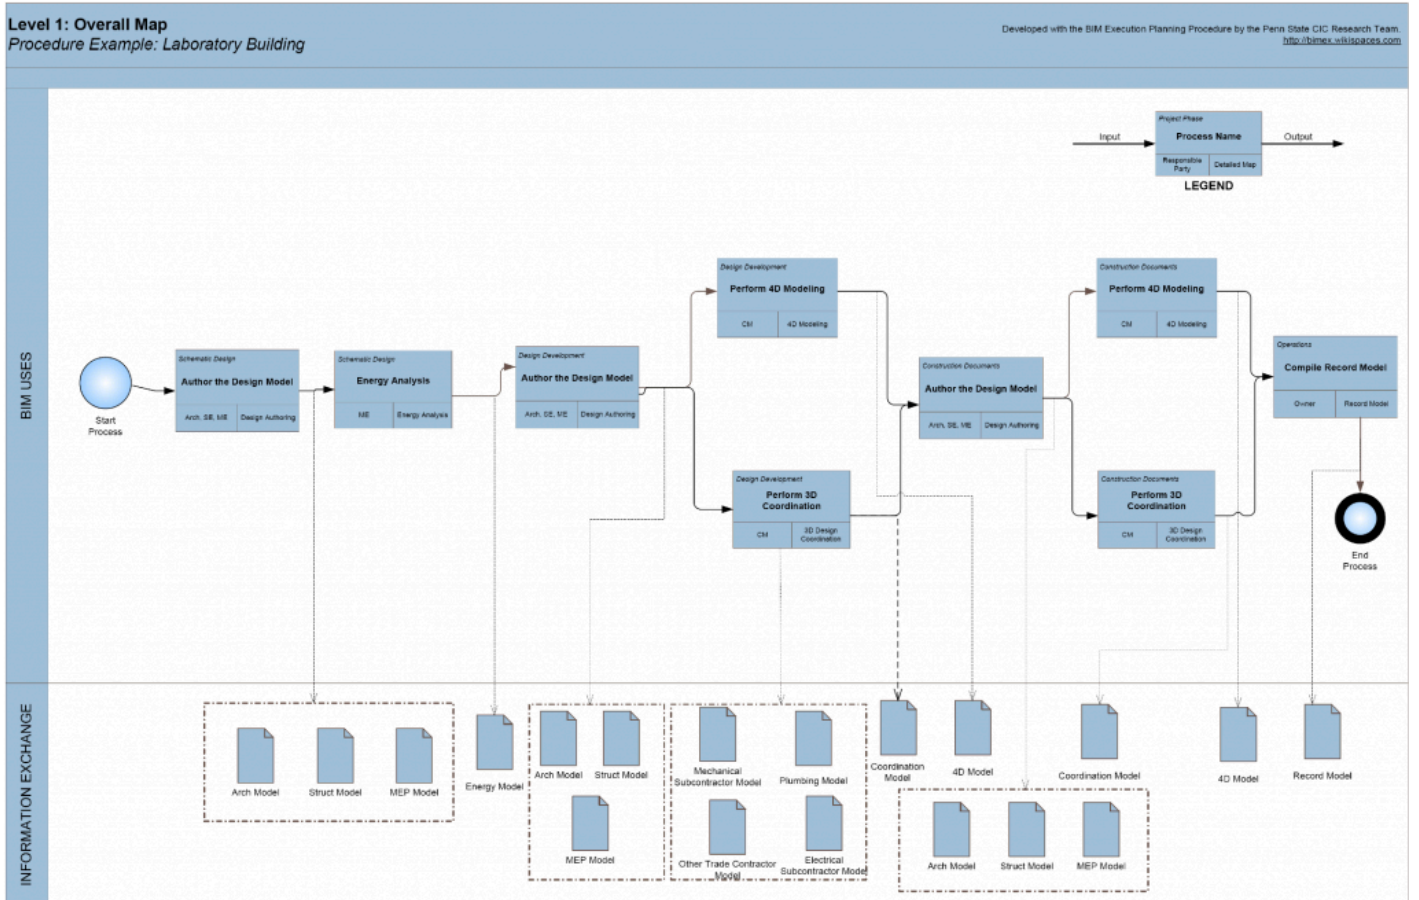 Level 1: Overall Map
Procedure Example: Laboratory Building
Developed with the BIM Execution Planning Procedure by the Penn State CIC Research Team.
http://bimex.wikispaces.com
BIM USES
Input
Project Phase
Process Name
Responsible
Party
Detailed Map
Output
LEGEND
Start
Process
Schematic Design
Author the Design Model
Arch, SE, ME
Design Authoring
Schematic Design
Energy Analysis
ME
Energy Analysis
Design Development
Author the Design Model
Arch, SE, ME
Design Authoring
Design Development
Perform 4D Modeling
CM
4D Modeling
Design Development
Perform 3D
Coordination
CM
3D Design
Coordination
Construction Documents
Author the Design Model
Arch, SE, ME
Design Authoring
Construction Documents
Perform 4D Modeling
CM
4D Modeling
Construction Documents
Perform 3D
Coordination
CM
3D Design
Coordination
Operations
Compile Record Model
Owner
Record Model
End
Process
INFORMATION EXCHANGE
Arch Model
Struct Model
MEP Model
Energy Model
Arch Model
Struct Model
MEP Model
Mechanical
Subcontractor Model
Plumbing Model
Other Trade Contractor
Model
Electrical
Subcontractor Model
Coordination
Model
4D Model
Arch Model
Struct Model
MEP Model
Coordination Model
4D Model
Record Model